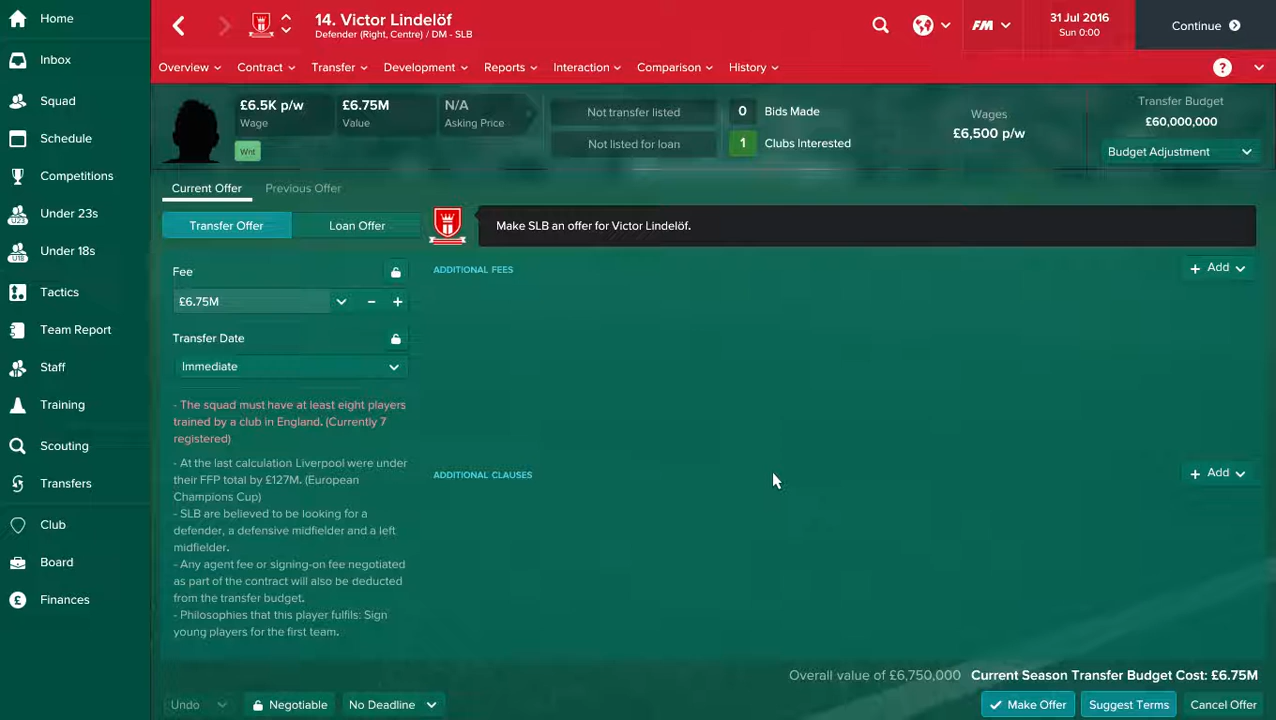 Home
Inbox
Squad
Schedule
Competitions
Under 23s
Under 18s
Tactics
Team Report
Staff
Training
Scouting
Transfers
Club
Board
Finances
14. Victor Lindelöf
Defender (Right, Centre) / DM - SLB
FM
31 Jul 2016
Sun 0:00
Continue
Overview
Contract
Transfer
Development
Reports
Interaction
Comparison
History
?
£6.5K p/w
Wage
£6.75M
Value
N/A
Asking Price
Wnt
Not transfer listed
Not listed for loan
0 Bids Made
1 Clubs Interested
Wages
£6,500 p/w
Transfer Budget
£60,000,000
Budget Adjustment
Current Offer
Previous Offer
Transfer Offer
Loan Offer
Make SLB an offer for Victor Lindelöf.
Fee
£6.75M
Transfer Date
Immediate
- The squad must have at least eight players
trained by a club in England. (Currently 7
registered)
- At the last calculation Liverpool were under
their FFP total by £127M. (European
Champions Cup)
- SLB are believed to be looking for a
defender, a defensive midfielder and a left
midfielder.
- Any agent fee or signing-on fee negotiated
as part of the contract will also be deducted
from the transfer budget.
- Philosophies that this player fulfils: Sign
young players for the first team.
ADDITIONAL FEES
+ Add
ADDITIONAL CLAUSES
+ Add
Overall value of £6,750,000 Current Season Transfer Budget Cost: £6.75M
Undo
Negotiable
No Deadline
Make Offer
Suggest Terms
Cancel Offer